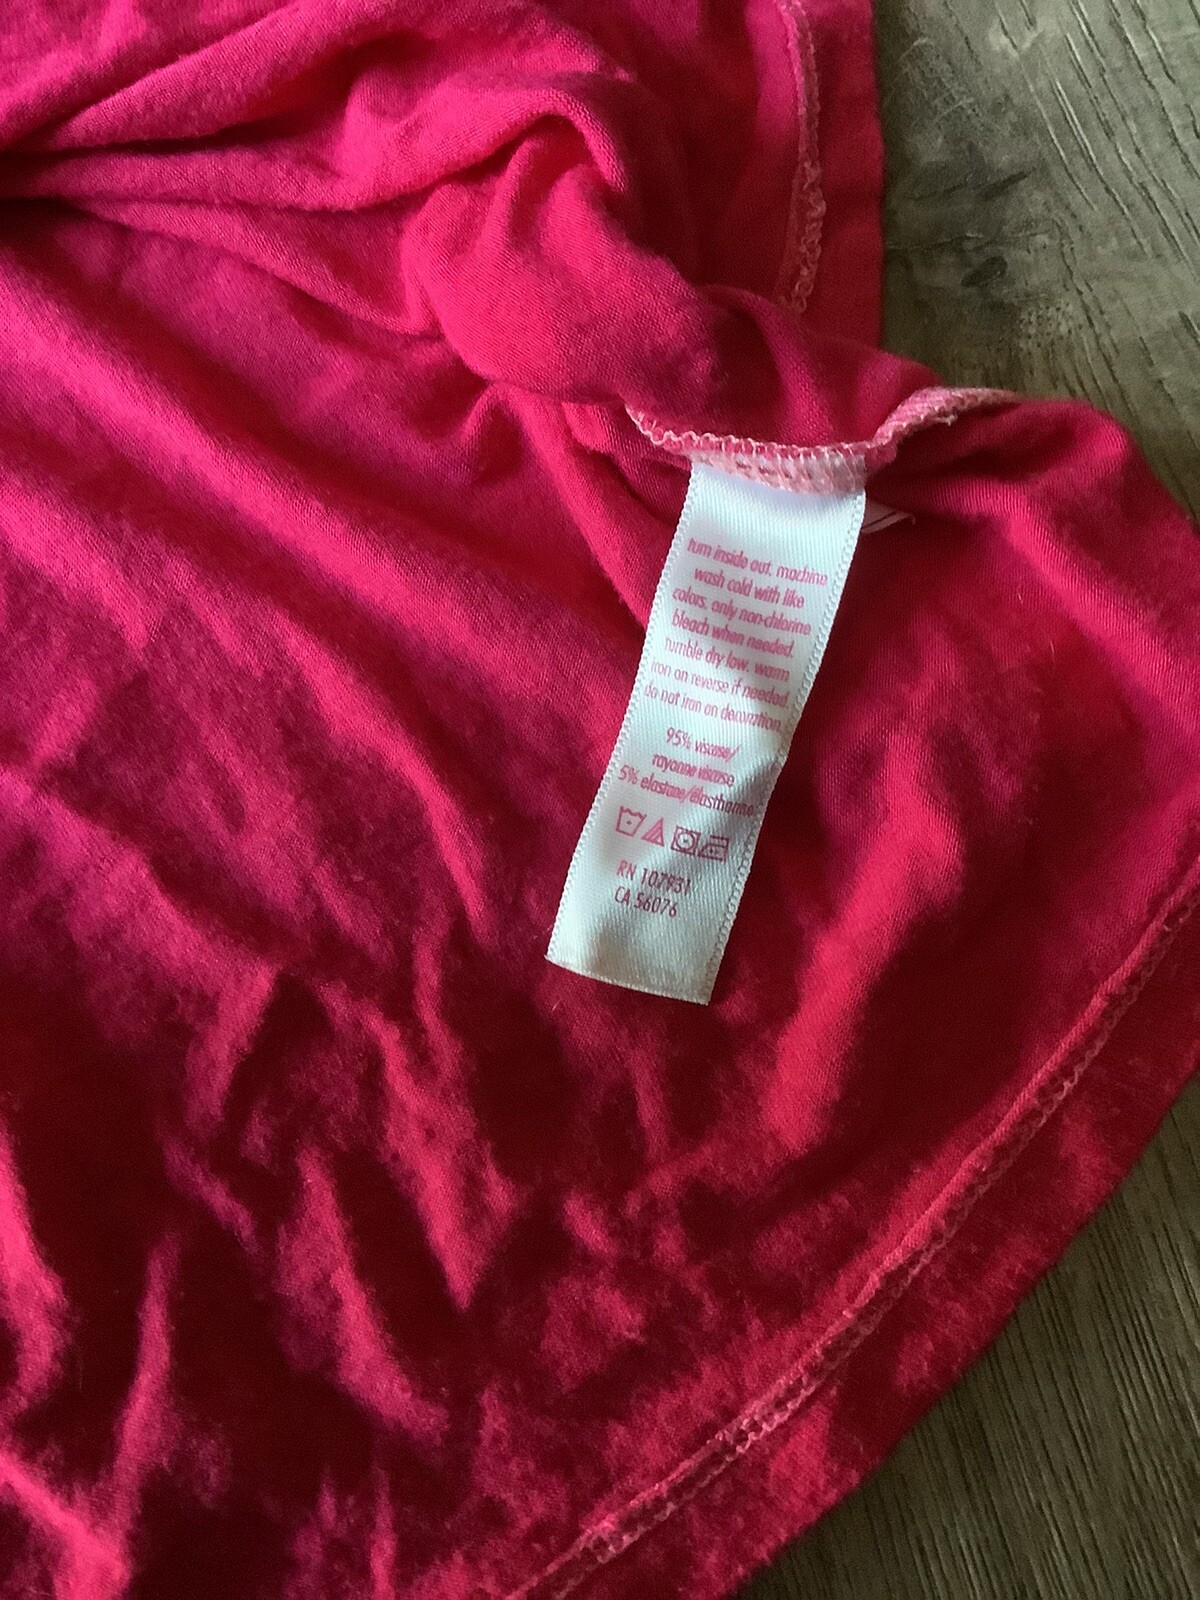 turn inside out. machine
wash cold with like
colors. only non-chlorine
bleach when needed.
tumble dry low. warm
iron on reverse if needed.
do not iron on decoration.
95% viscose/
rayonne viscose
5% elastane/élasthanne
RN 107931
CA 56076